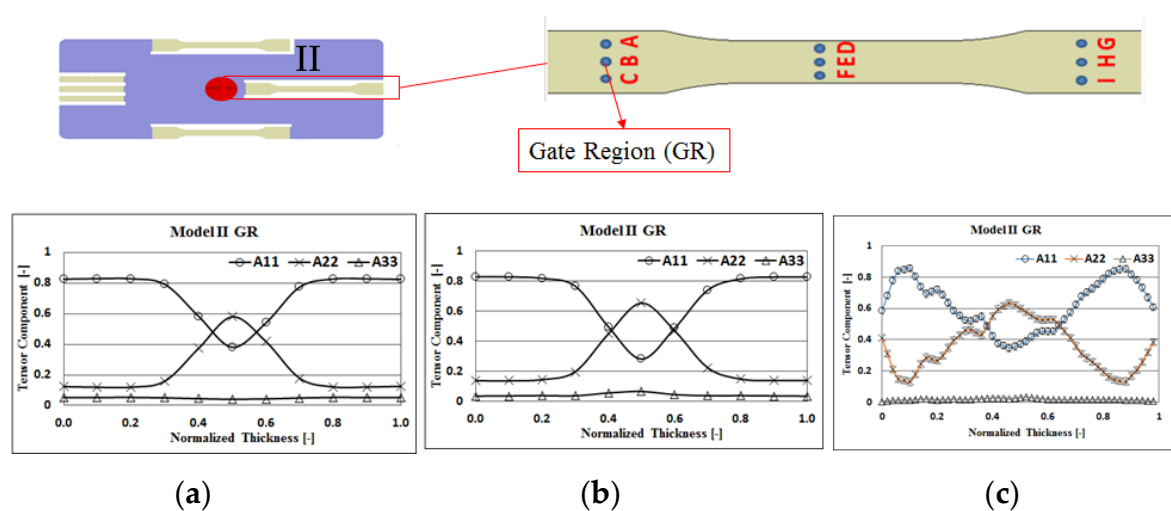 II
C B A
F E D
I H G
Gate Region (GR)
Model II GR
A11 A22 A33
Tensor Component [-]
1
0.8
0.6
0.4
0.2
0
0.0 0.2 0.4 0.6 0.8 1.0
Normalized Thickness [-]
(a)
Model II GR
A11 A22 A33
Tensor Component [-]
1
0.8
0.6
0.4
0.2
0
0.0 0.2 0.4 0.6 0.8 1.0
Normalized Thickness [-]
(b)
Model II GR
A11 A22 A33
Tensor Component [-]
1
0.8
0.6
0.4
0.2
0
0 0.2 0.4 0.6 0.8 1
Normalized Thickness [-]
(c)